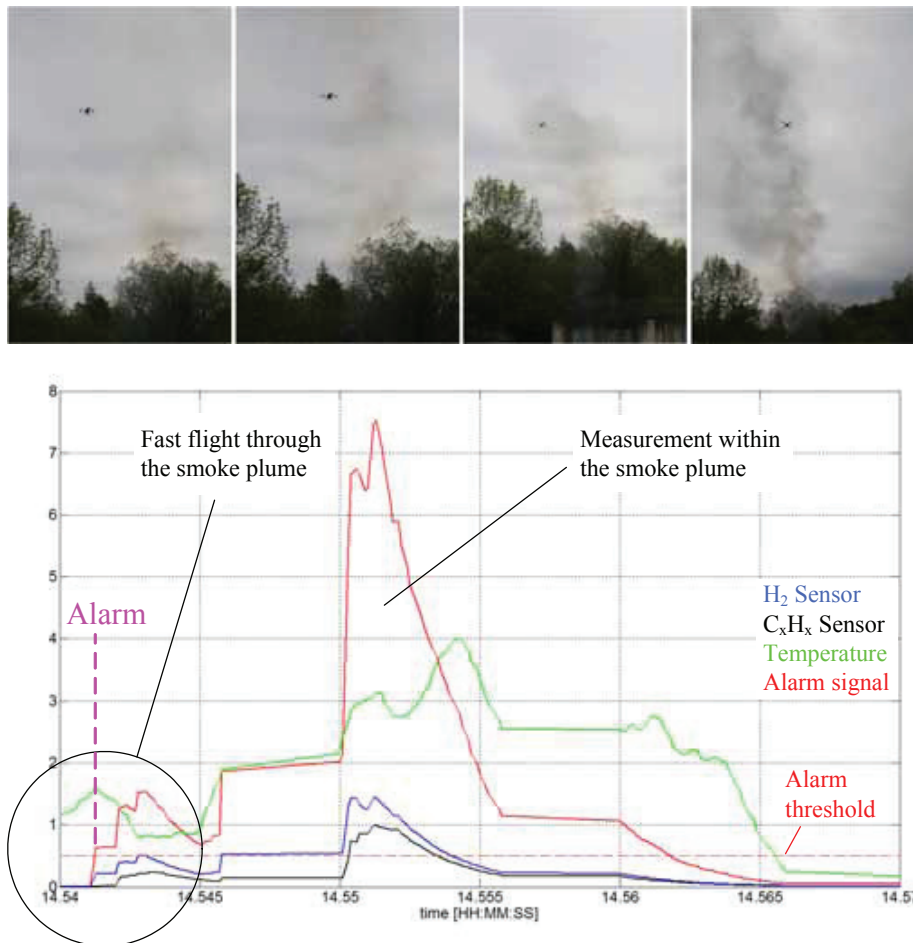 8
Fast flight through
the smoke plume
Measurement within
the smoke plume
7
6
5
Alarm
H₂ Sensor
CₓHₓ Sensor
4
Temperature
Alarm signal
3
2
Alarm
threshold
1
0
14.54 14.545 14.55 14.555 14.56 14.565 14.57
time [HH:MM:SS]